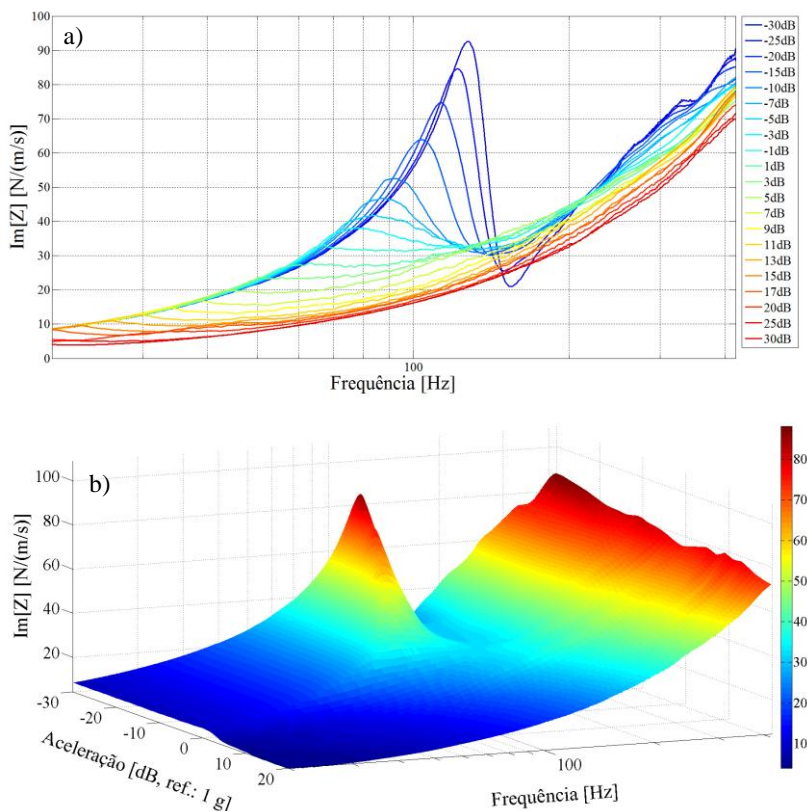 a)
Im[Z] [N/(m/s)]
100
90
80
70
60
50
40
30
20
10
0
100
Frequência [Hz]
-30dB
-25dB
-20dB
-15dB
-10dB
-7dB
-5dB
-3dB
-1dB
1dB
3dB
5dB
7dB
9dB
11dB
13dB
15dB
17dB
20dB
25dB
30dB
b)
Im[Z] [N/(m/s)]
100
80
60
40
20
-30
-20
-10
0
10
20
Aceleração [dB, ref.: 1 g]
100
Frequência [Hz]
80
70
60
50
40
30
20
10